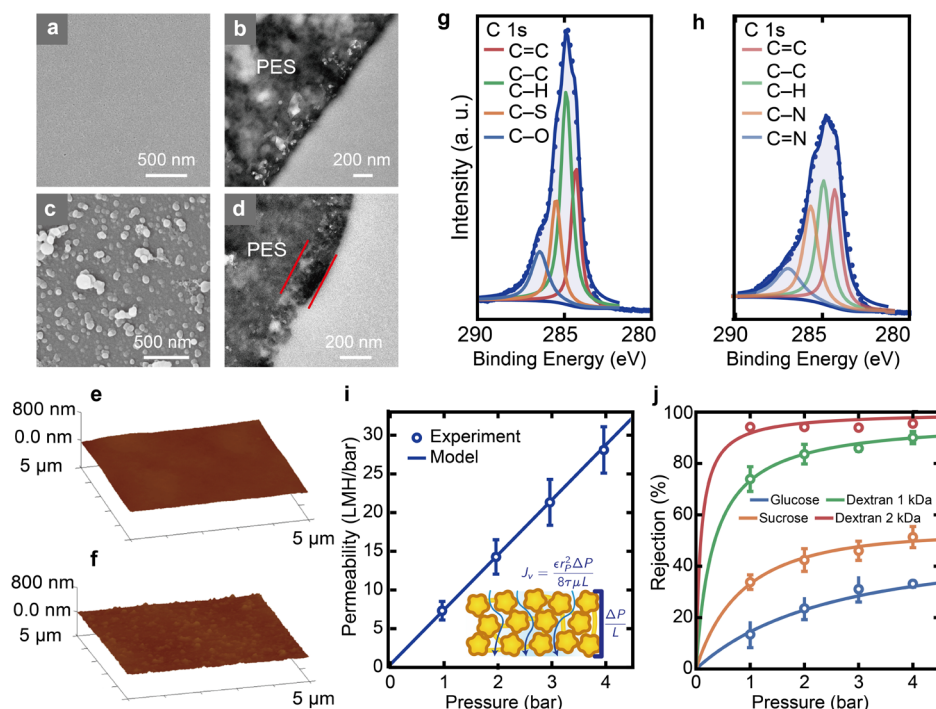 a
500 nm
b
PES
200 nm
c
500 nm
d
PES
200 nm
e
800 nm
0.0 nm
5 µm
5 µm
f
800 nm
0.0 nm
5 µm
5 µm
g
C 1s
C=C
C–C
C–H
C–S
C–O
Intensity (a. u.)
290 285 280
Binding Energy (eV)
h
C 1s
C=C
C–C
C–H
C–N
C=N
290 285 280
Binding Energy (eV)
i
Permeability (LMH/bar)
30
25
20
15
10
5
0
Experiment
Model
J_v = ϵr_p^2ΔP / 8τμL
ΔP / L
0 1 2 3 4
Pressure (bar)
j
Rejection (%)
100
80
60
40
20
0
Glucose Dextran 1 kDa
Sucrose Dextran 2 kDa
0 1 2 3 4
Pressure (bar)